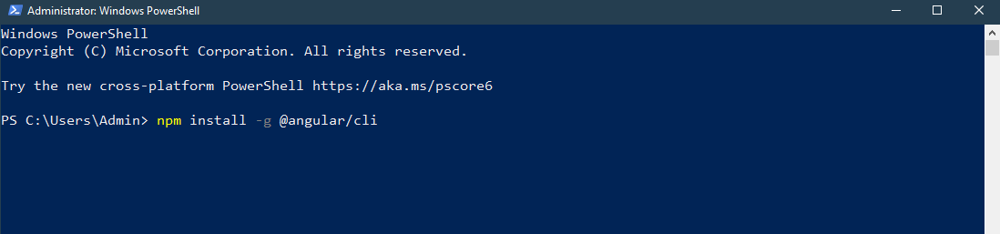 Administrator: Windows PowerShell
Windows PowerShell
Copyright (C) Microsoft Corporation. All rights reserved.
Try the new cross-platform PowerShell https://aka.ms/pscore6
PS C:\Users\Admin> npm install -g @angular/cli